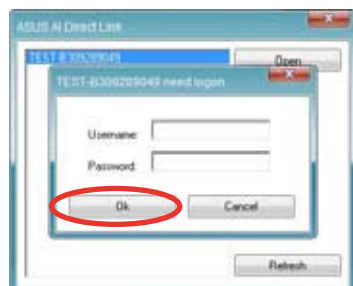 ASUS AI Direct Link
TEST-B309289049
Open
TEST-B309289049 need logon
Username:
Password:
Ok
Cancel
Refresh